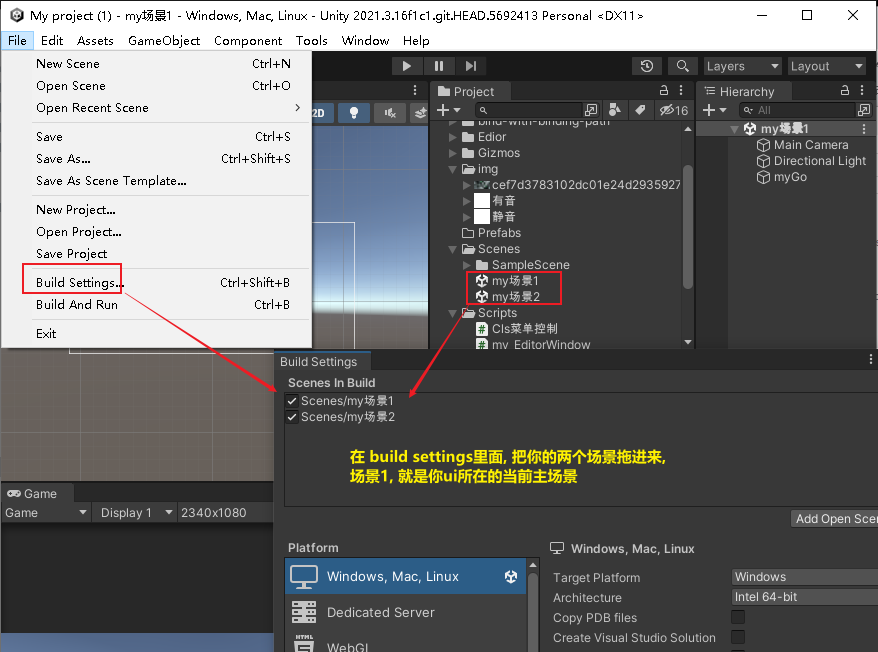 My project (1) - my场景1 - Windows, Mac, Linux - Unity 2021.3.16f1c1.git.HEAD.5692413 Personal <DX11>
File Edit Assets GameObject Component Tools Window Help
New Scene Ctrl+N
Open Scene Ctrl+O
Open Recent Scene
Save Ctrl+S
Save As... Ctrl+Shift+S
Save As Scene Template...
New Project...
Open Project...
Save Project
Build Settings... Ctrl+Shift+B
Build And Run Ctrl+B
Exit
Layers Layout
2D
Project
16
bind-with-binding-path
Edior
Gizmos
img
cef7d3783102dc01e24d2935927
有音
静音
Prefabs
Scenes
SampleScene
my场景1
my场景2
Scripts
Cls菜单控制
my_EditorWindow
Hierarchy
All
my场景1
Main Camera
Directional Light
myGo
Build Settings
Scenes In Build
Scenes/my场景1
Scenes/my场景2
在 build settings里面, 把你的两个场景拖进来,
场景1, 就是你ui所在的当前主场景
Add Open Scen
Game
Game Display 1 2340x1080
Platform
Windows, Mac, Linux
Dedicated Server
HTML
WebGL
Windows, Mac, Linux
Target Platform Windows
Architecture Intel 64-bit
Copy PDB files
Create Visual Studio Solution